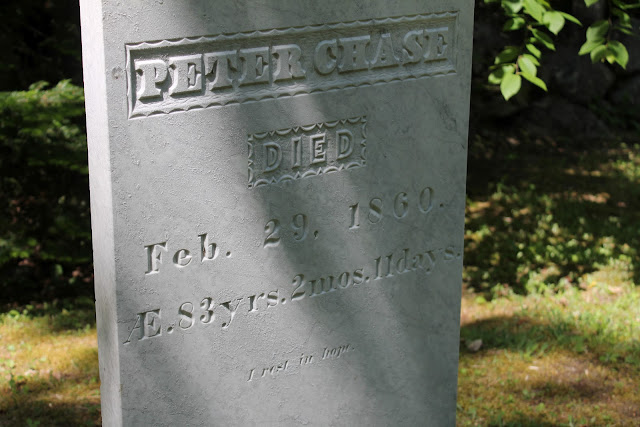 PETER CHASE
DIED
Feb. 29, 1860.
Æ. 83yrs. 2mos. 11days.
I rest in hope.